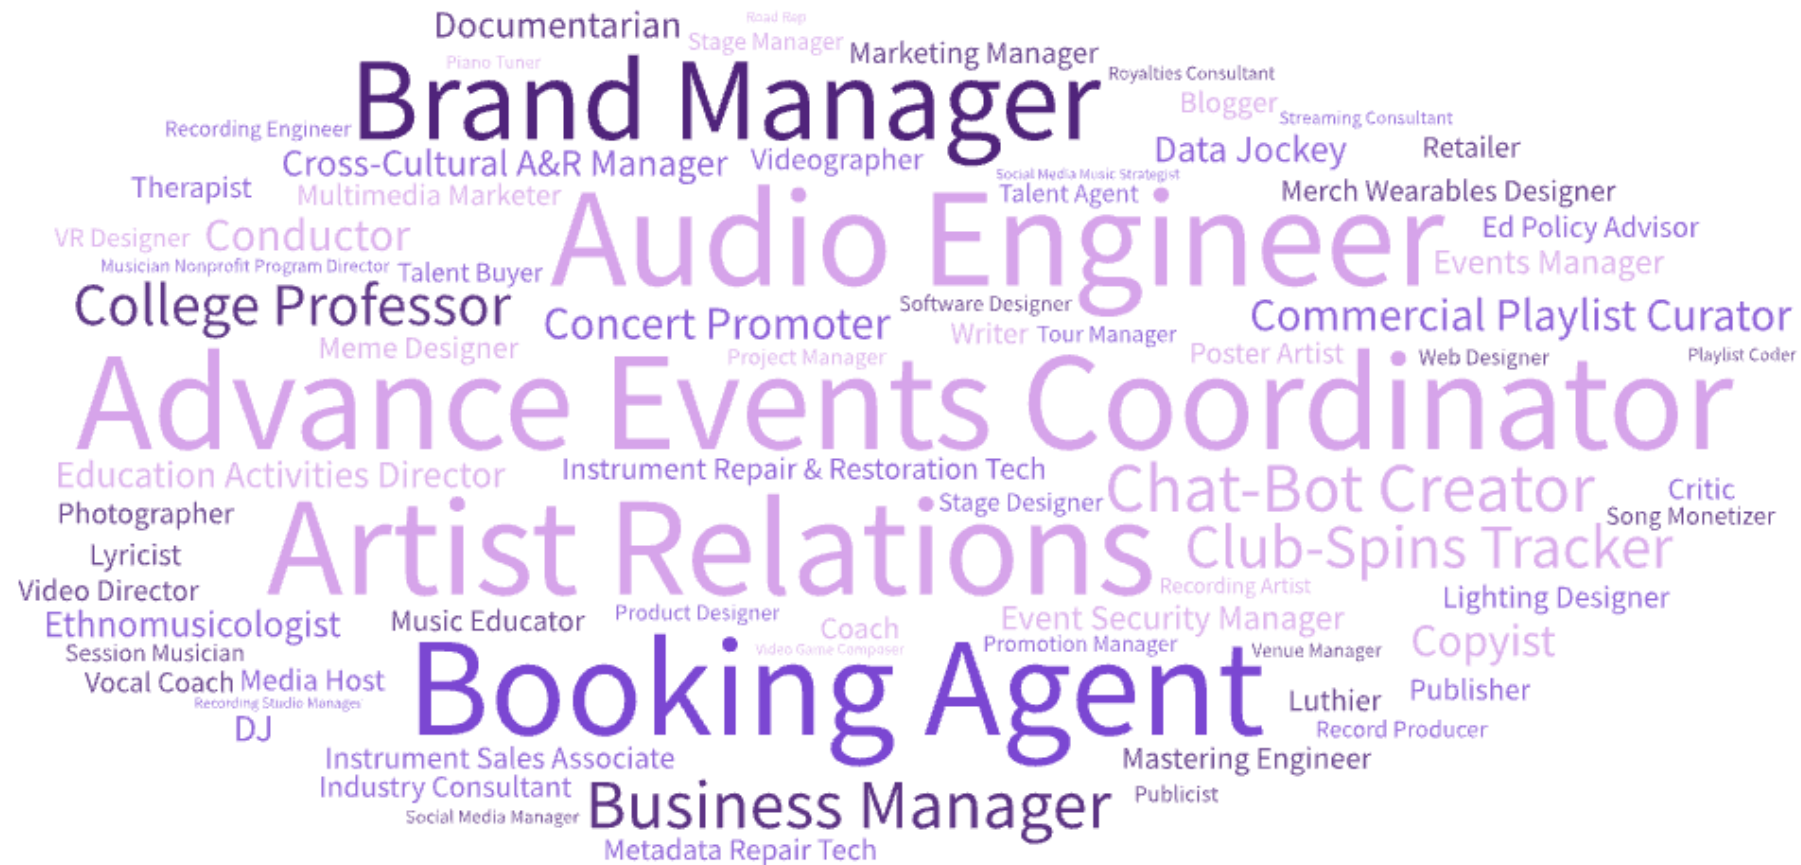 Road Rep
Documentarian
Stage Manager
Marketing Manager
Piano Tuner
Brand Manager
Royalties Consultant
Blogger
Streaming Consultant
Recording Engineer
Cross-Cultural A&R Manager
Videographer
Data Jockey
Retailer
Social Media Music Strategist
Therapist
Multimedia Marketer
Talent Agent
Merch Wearables Designer
Audio Engineer
VR Designer
Conductor
Ed Policy Advisor
Musician Nonprofit Program Director
Talent Buyer
Events Manager
College Professor
Concert Promoter
Software Designer
Commercial Playlist Curator
Writer
Tour Manager
Meme Designer
Project Manager
Poster Artist
Web Designer
Playlist Coder
Advance Events Coordinator
Education Activities Director
Instrument Repair & Restoration Tech
Chat-Bot Creator
Critic
Photographer
Stage Designer
Song Monetizer
Artist Relations
Club-Spins Tracker
Lyricist
Video Director
Recording Artist
Lighting Designer
Ethnomusicologist
Music Educator
Product Designer
Coach
Event Security Manager
Session Musician
Video Game Composer
Promotion Manager
Venue Manager
Copyist
Vocal Coach
Media Host
Booking Agent
Luthier
Publisher
Recording Studio Manager
DJ
Record Producer
Instrument Sales Associate
Mastering Engineer
Industry Consultant
Business Manager
Publicist
Social Media Manager
Metadata Repair Tech